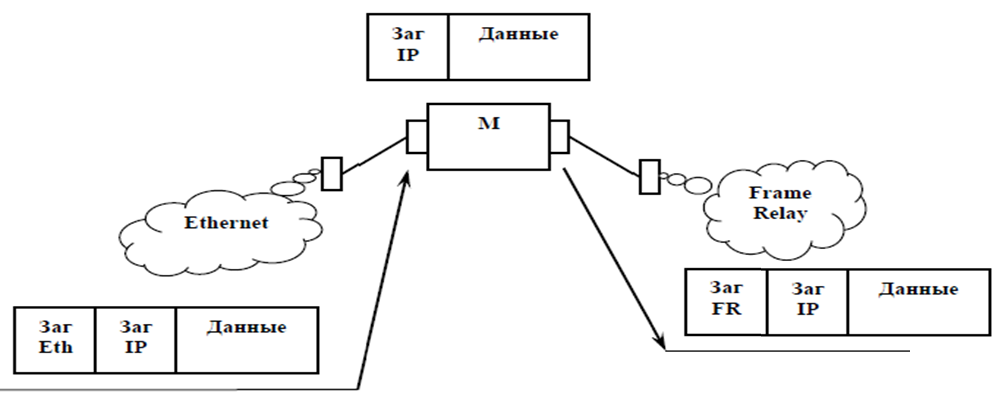 Заг
IP
Данные
М
Ethernet
Frame
Relay
Заг
Eth
Заг
IP
Данные
Заг
FR
Заг
IP
Данные